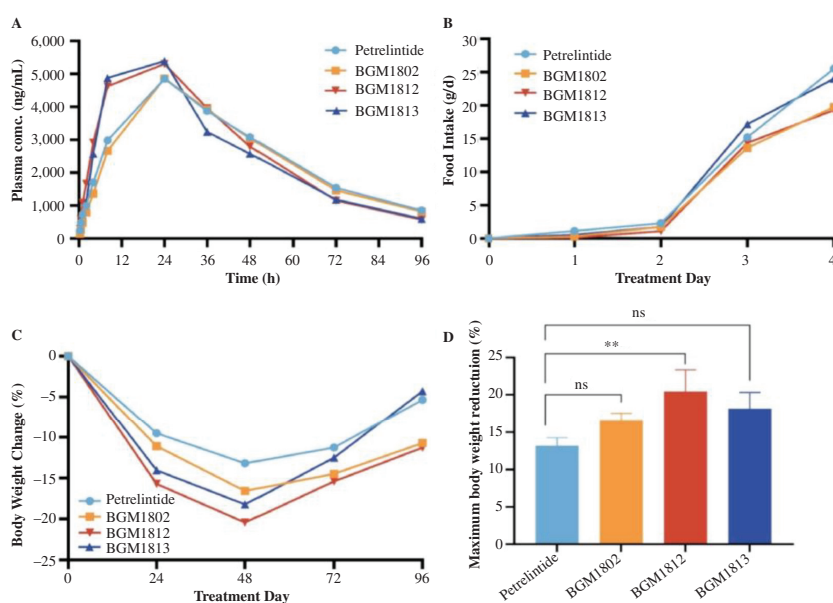 A
6,000
5,000
4,000
3,000
2,000
1,000
0
Plasma comc. (ng/mL)
0 12 24 36 48 60 72 84 96
Time (h)
Petrelintide
BGM1802
BGM1812
BGM1813
B
30
25
20
15
10
5
0
Food Intake (g/d)
0 1 2 3 4
Treatment Day
Petrelintide
BGM1802
BGM1812
BGM1813
C
0
−5
−10
−15
−20
−25
Body Weight Change (%)
0 24 48 72 96
Treatment Day
Petrelintide
BGM1802
BGM1812
BGM1813
D
ns
**
ns
25
20
15
10
5
0
Maximum body weight reductuion (%)
Petrelintide
BGM1802
BGM1812
BGM1813